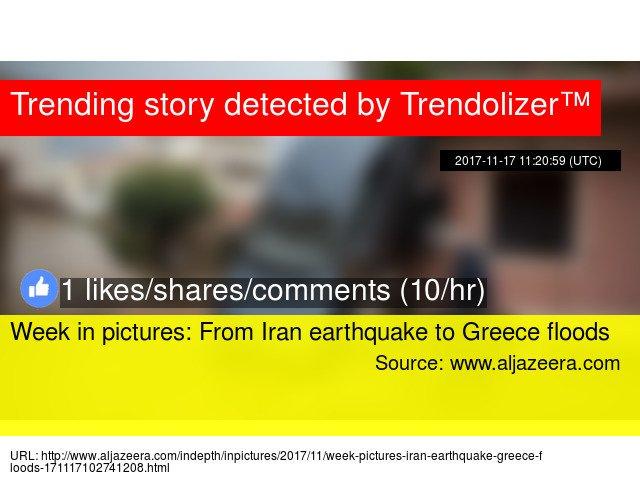 Trending story detected by Trendolizer™
2017-11-17 11:20:59 (UTC)
1 likes/shares/comments (10/hr)
Week in pictures: From Iran earthquake to Greece floods
Source: www.aljazeera.com
URL: http://www.aljazeera.com/indepth/inpictures/2017/11/week-pictures-iran-earthquake-greece-f
loods-171117102741208.html